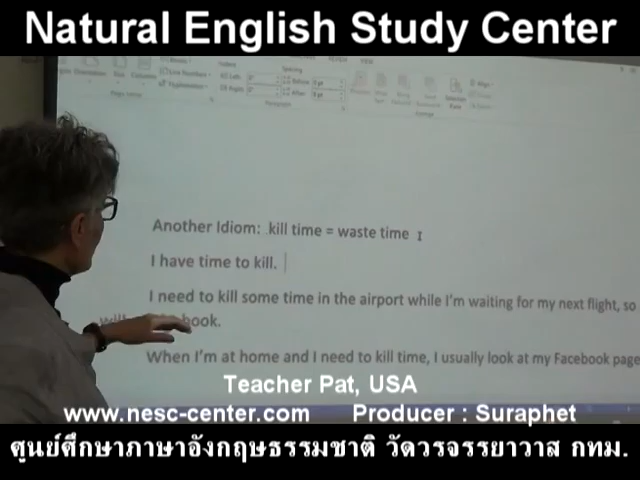 Natural English Study Center
Another Idiom: kill time = waste time
I have time to kill.
I need to kill some time in the airport while I'm waiting for my next flight, so
will book.
When I'm at home and I need to kill time, I usually look at my Facebook page
Teacher Pat, USA
www.nesc-center.com Producer : Suraphet
ศูนย์ศึกษาภาษาอังกฤษธรรมชาติ วัดวรจรรยาวาส กทม.